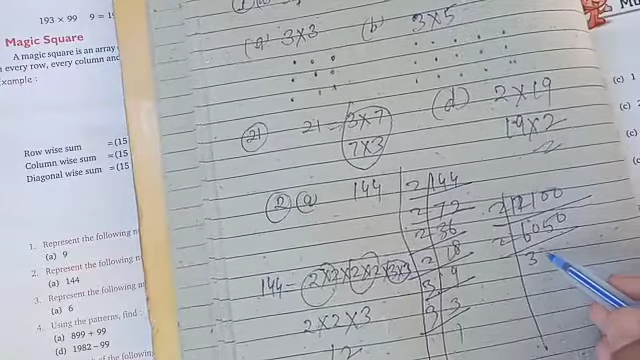 193 × 99 9 = 1
Magic Square
A magic square is an array
every row, every column and
Example :
Row wise sum = (15
Column wise sum = (15
Diagonal wise sum = (15
1. Represent the following
(a) 9
2. Represent the following
(a) 144
3. Represent the following
(a) 6
4. Using the patterns, find :
(a) 899 + 99
(d) 1982 – 99
of the following
(a) 3×3 (b) 3×5
21 21 = 3×7
7×3
(d) 2×19
19×2
2 a 144
2 144
2 72
2 36
2 18
3 9
3 3
1
2 12100
2 6050
3
144 – 2×2×2×2×3×3
2×2×3
12
(c) 1
(c)
(c)